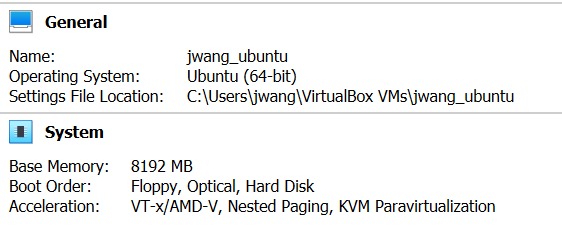 General
Name: jwang_ubuntu
Operating System: Ubuntu (64-bit)
Settings File Location: C:\Users\jwang\VirtualBox VMs\jwang_ubuntu
System
Base Memory: 8192 MB
Boot Order: Floppy, Optical, Hard Disk
Acceleration: VT-x/AMD-V, Nested Paging, KVM Paravirtualization